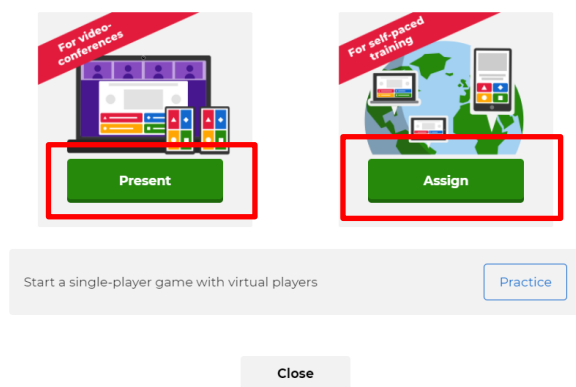 For video-
conferences
For self-paced
training
Present
Assign
Start a single-player game with virtual players
Practice
Close